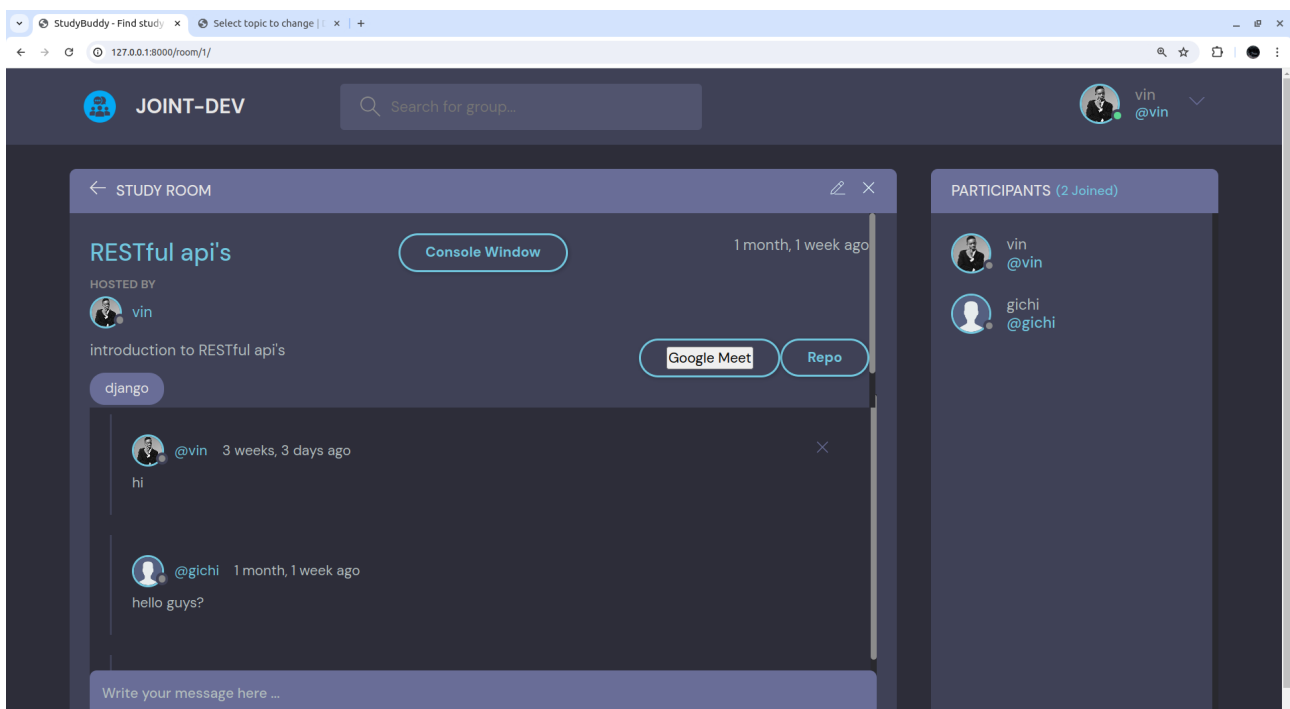 StudyBuddy - Find study
Select topic to change |
127.0.0.1:8000/room/1/
JOINT-DEV
Search for group...
vin
@vin
STUDY ROOM
RESTful api's
Console Window
1 month, 1 week ago
HOSTED BY
vin
introduction to RESTful api's
Google Meet
Repo
django
@vin 3 weeks, 3 days ago
hi
@gichi 1 month, 1 week ago
hello guys?
Write your message here ...
PARTICIPANTS (2 Joined)
vin
@vin
gichi
@gichi